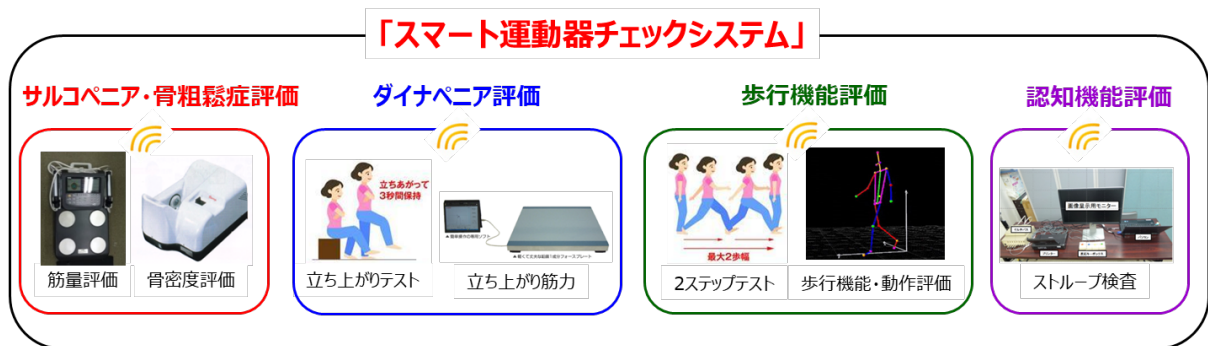 「スマート運動器チェックシステム」
サルコペニア・骨粗鬆症評価
ダイナペニア評価
歩行機能評価
認知機能評価
立ちあがって
3秒間保持
最大2歩幅
画像呈示用モニター
筋量評価
骨密度評価
立ち上がりテスト
立ち上がり筋力
2ステップテスト
歩行機能・動作評価
ストループ検査